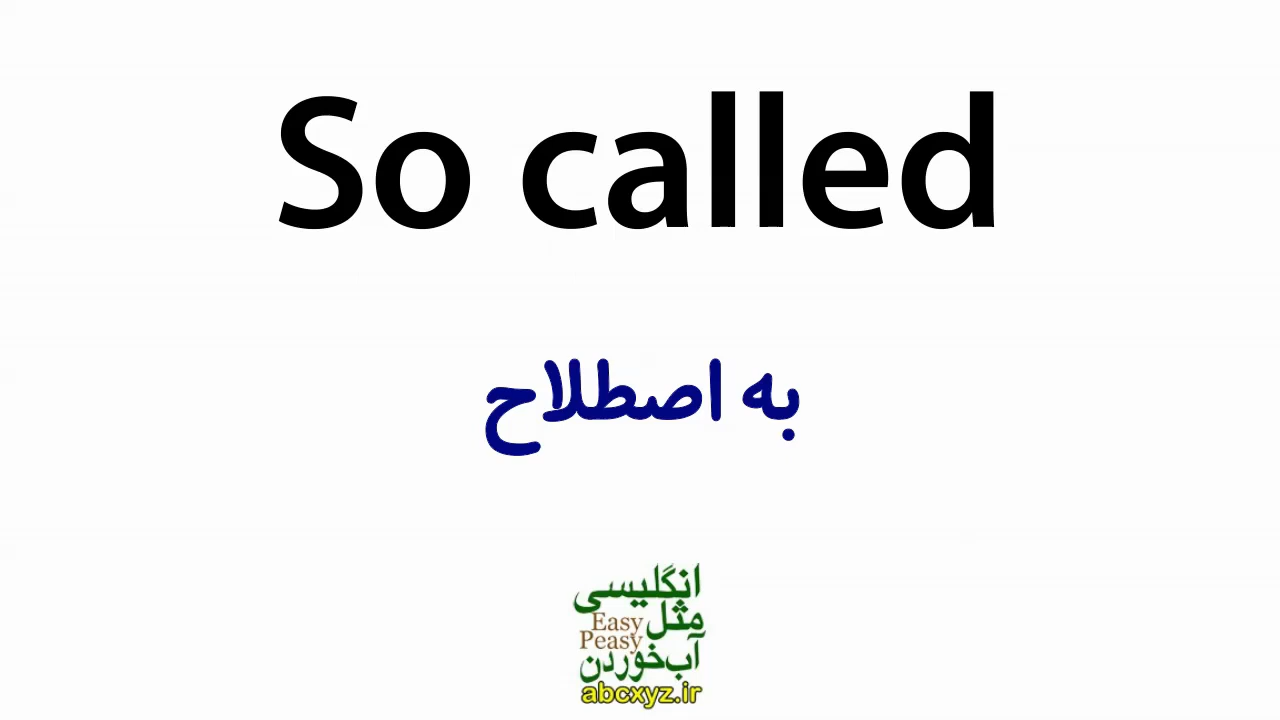 So called
به اصطلاح
انگلیسی
مثل
Easy
Peasy
آب‌خوردن
abcxyz.ir